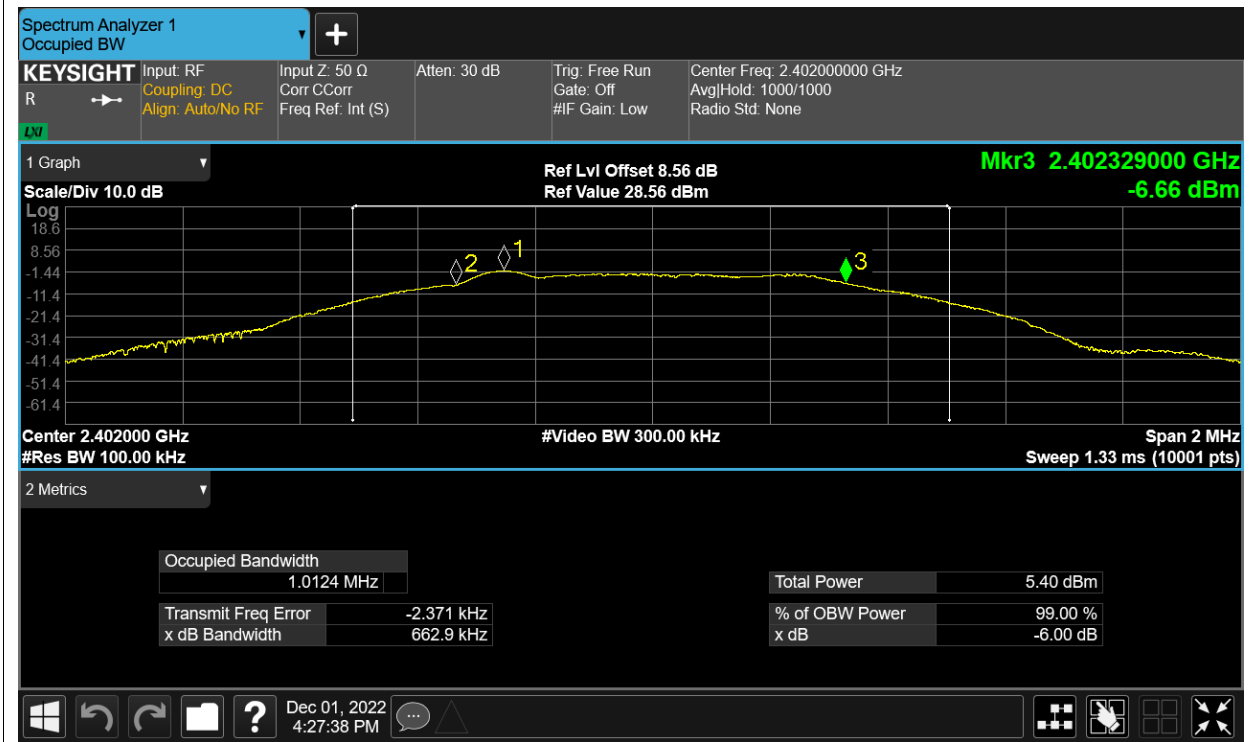 Spectrum Analyzer 1
Occupied BW
KEYSIGHT
R
LXI
Input: RF
Coupling: DC
Align: Auto/No RF
Input Z: 50 Ω
Corr CCorr
Freq Ref: Int (S)
Atten: 30 dB
Trig: Free Run
Gate: Off
#IF Gain: Low
Center Freq: 2.402000000 GHz
Avg|Hold: 1000/1000
Radio Std: None
1 Graph
Scale/Div 10.0 dB
Ref Lvl Offset 8.56 dB
Ref Value 28.56 dBm
Mkr3 2.402329000 GHz
-6.66 dBm
Log
18.6
8.56
-1.44
-11.4
-21.4
-31.4
-41.4
-51.4
-61.4
2
1
3
Center 2.402000 GHz
#Video BW 300.00 kHz
Span 2 MHz
#Res BW 100.00 kHz
Sweep 1.33 ms (10001 pts)
2 Metrics
Occupied Bandwidth
1.0124 MHz
Total Power 5.40 dBm
Transmit Freq Error -2.371 kHz
% of OBW Power 99.00 %
x dB Bandwidth 662.9 kHz
x dB -6.00 dB
?
Dec 01, 2022
4:27:38 PM